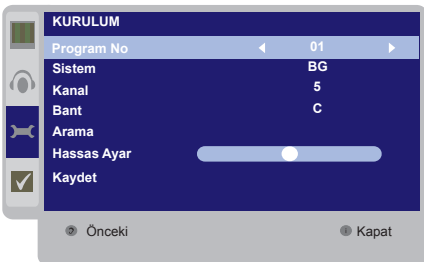 KURULUM
Program No 01
Sistem BG
Kanal 5
Bant C
Arama
Hassas Ayar
Kaydet
? Önceki i Kapat